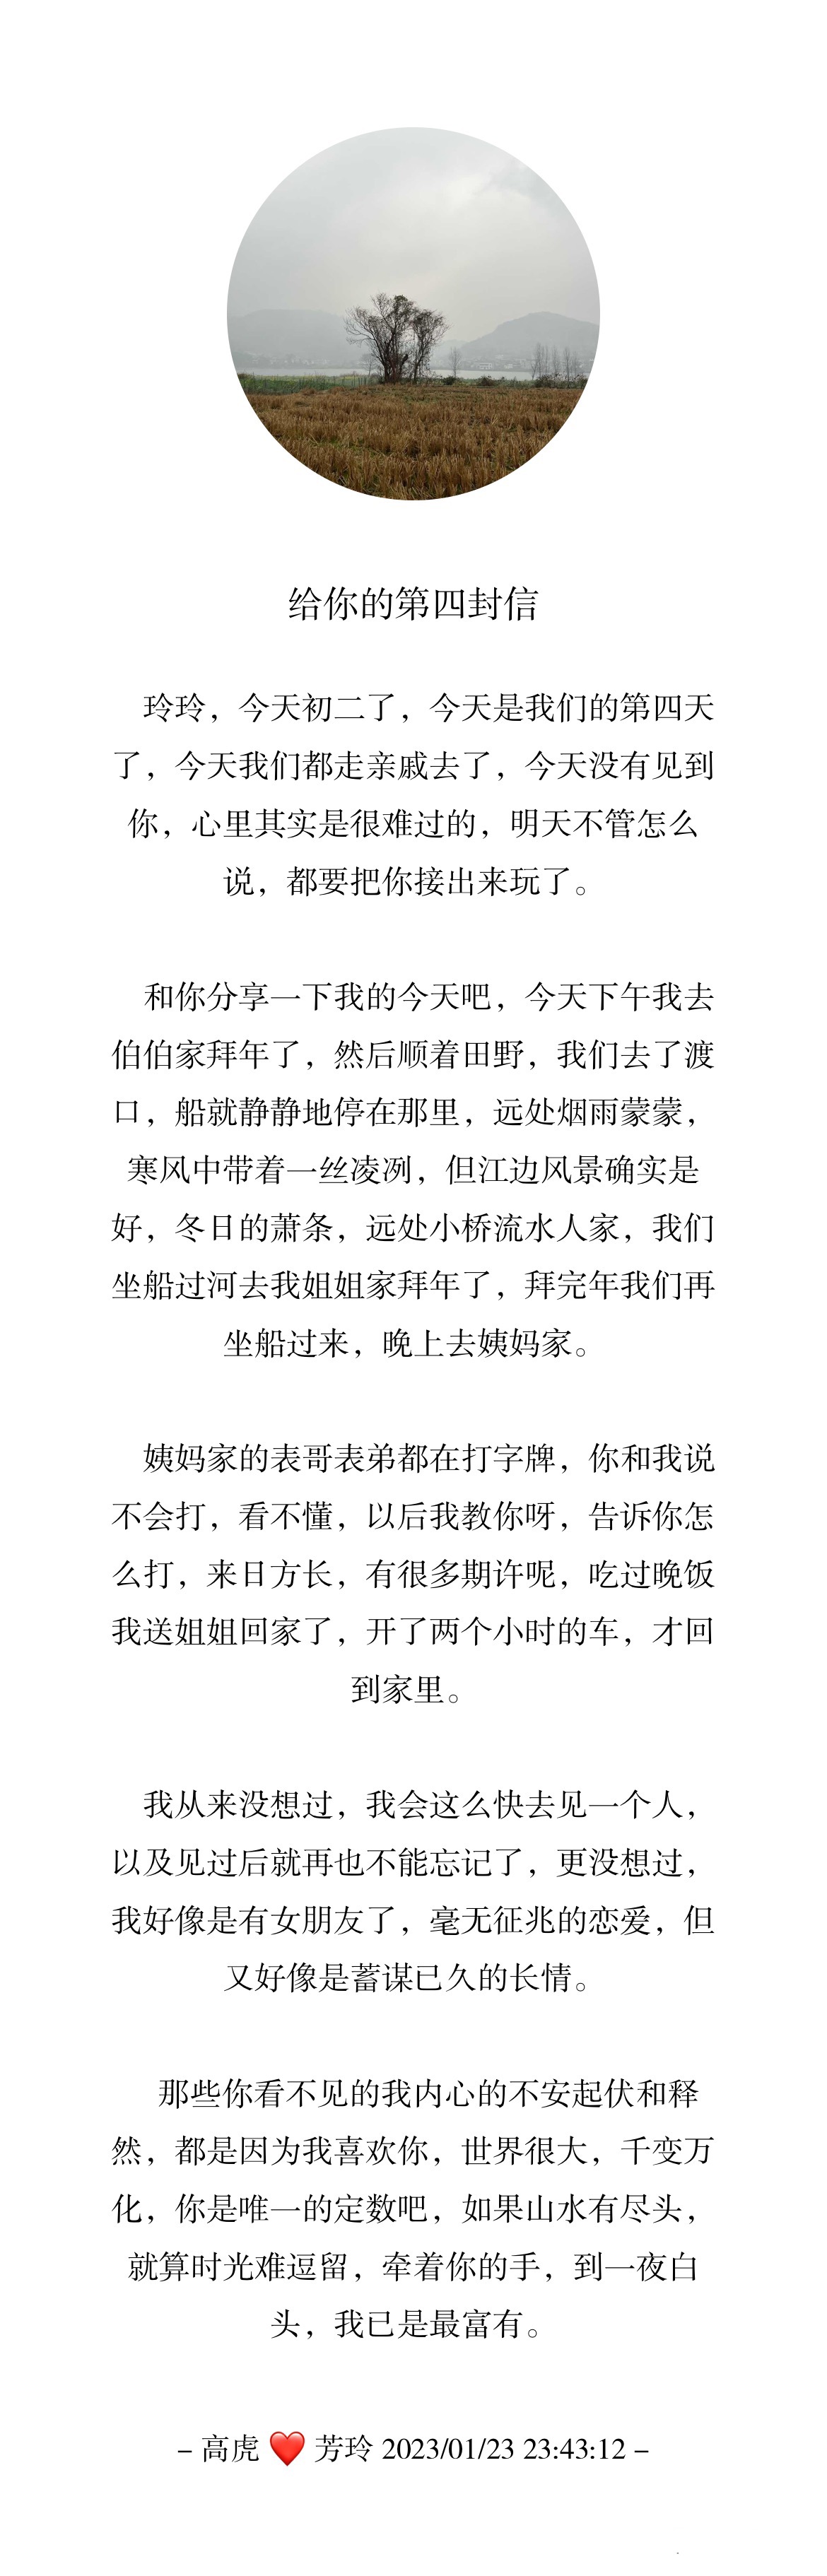 给你的第四封信
玲玲，今天初二了，今天是我们的第四天
了，今天我们都走亲戚去了，今天没有见到
你，心里其实是很难过的，明天不管怎么
说，都要把你接出来玩了。
和你分享一下我的今天吧，今天下午我去
伯伯家拜年了，然后顺着田野，我们去了渡
口，船就静静地停在那里，远处烟雨蒙蒙，
寒风中带着一丝凌冽，但江边风景确实是
好，冬日的萧条，远处小桥流水人家，我们
坐船过河去我姐姐家拜年了，拜完年我们再
坐船过来，晚上去姨妈家。
姨妈家的表哥表弟都在打字牌，你和我说
不会打，看不懂，以后我教你呀，告诉你怎
么打，来日方长，有很多期许呢，吃过晚饭
我送姐姐回家了，开了两个小时的车，才回
到家里。
我从来没想过，我会这么快去见一个人，
以及见过后就再也不能忘记了，更没想过，
我好像是有女朋友了，毫无征兆的恋爱，但
又好像是蓄谋已久的长情。
那些你看不见的我内心的不安起伏和释
然，都是因为我喜欢你，世界很大，千变万
化，你是唯一的定数吧，如果山水有尽头，
就算时光难逗留，牵着你的手，到一夜白
头，我已是最富有。
– 高虎 ❤️ 芳玲 2023/01/23 23:43:12 –